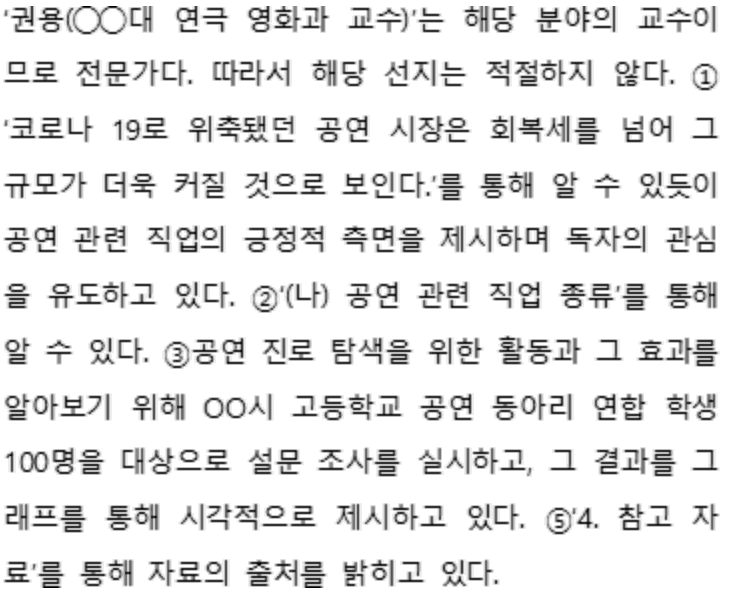 ‘권용(◯◯대 연극 영화과 교수)’는 해당 분야의 교수이
므로 전문가다. 따라서 해당 선지는 적절하지 않다. ①
‘코로나 19로 위축됐던 공연 시장은 회복세를 넘어 그
규모가 더욱 커질 것으로 보인다.’를 통해 알 수 있듯이
공연 관련 직업의 긍정적 측면을 제시하며 독자의 관심
을 유도하고 있다. ②‘(나) 공연 관련 직업 종류’를 통해
알 수 있다. ③공연 진로 탐색을 위한 활동과 그 효과를
알아보기 위해 OO시 고등학교 공연 동아리 연합 학생
100명을 대상으로 설문 조사를 실시하고, 그 결과를 그
래프를 통해 시각적으로 제시하고 있다. ⑤‘4. 참고 자
료’를 통해 자료의 출처를 밝히고 있다.